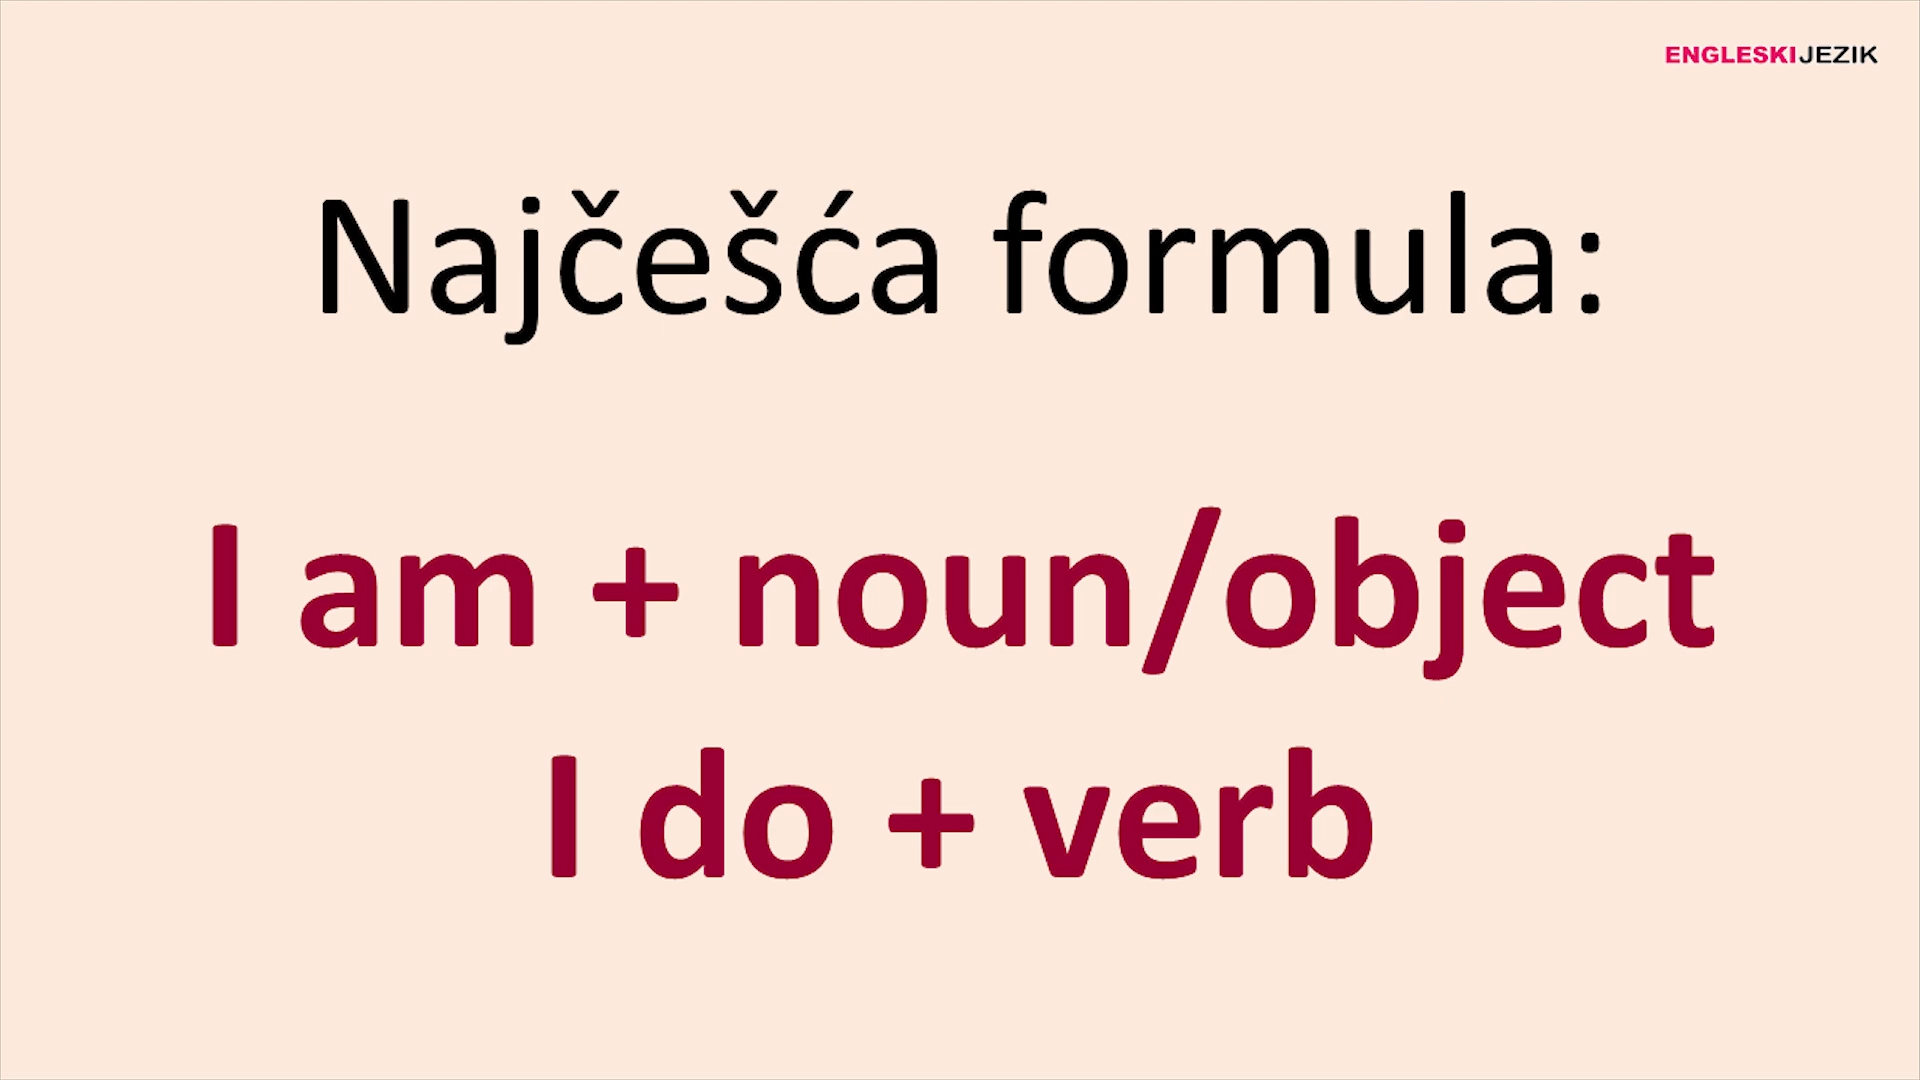 ENGLESKIJEZIK
Najčešća formula:
I am + noun/object
I do + verb